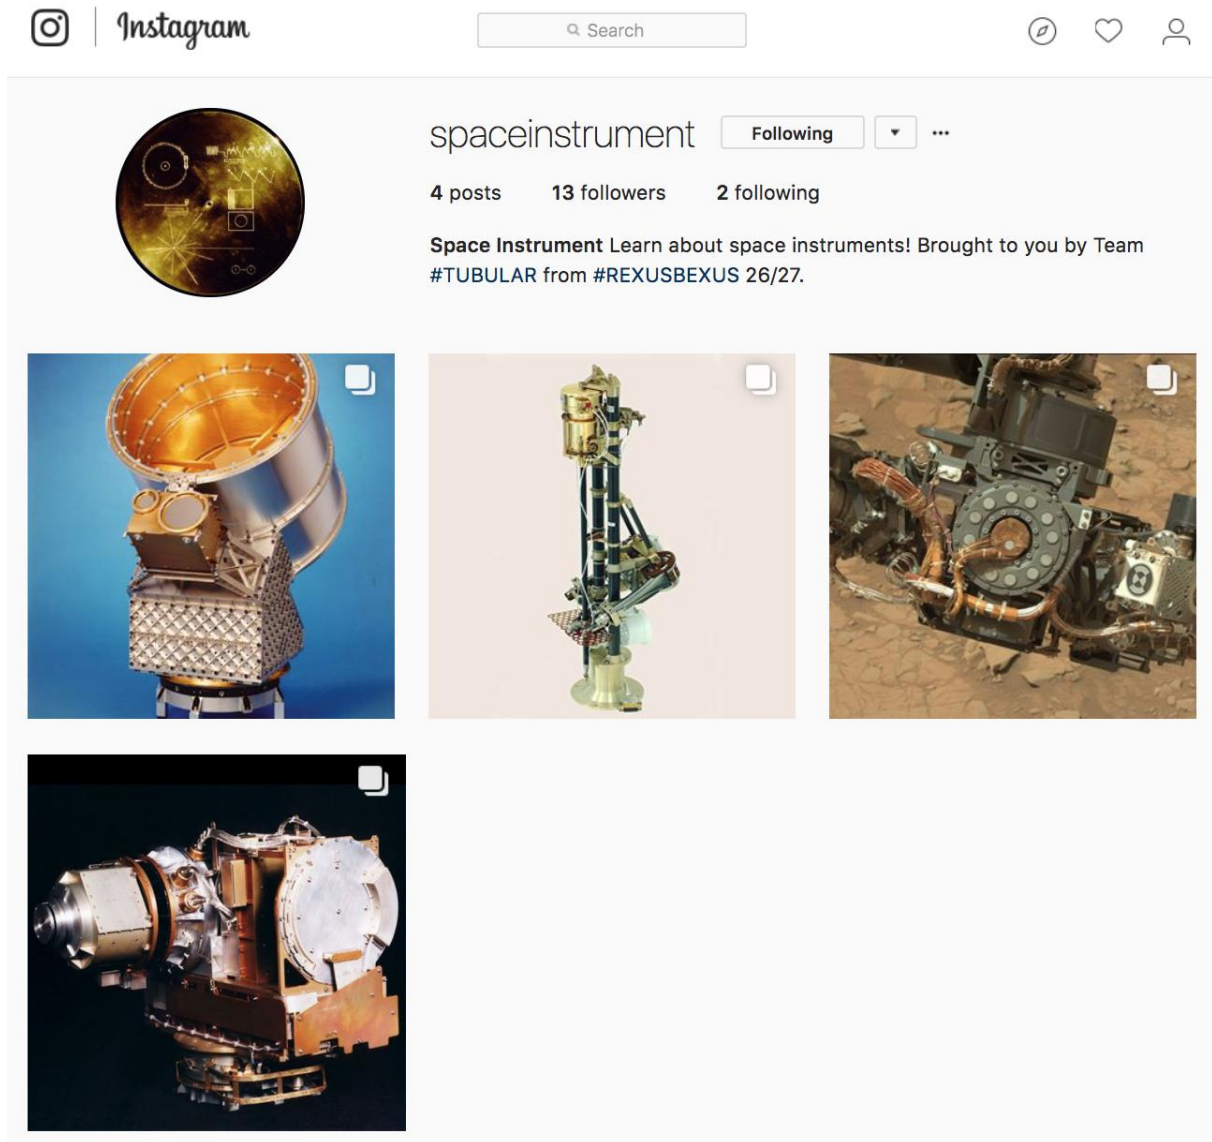 Instagram
Search
spaceinstrument Following
4 posts 13 followers 2 following
Space Instrument Learn about space instruments! Brought to you by Team
#TUBULAR from #REXUSBEXUS 26/27.